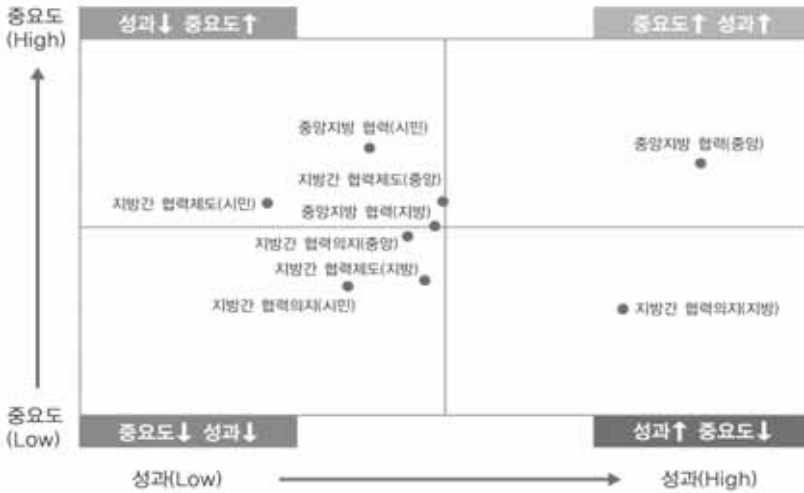 중요도
(High)
성과↓ 중요도↑
중요도↑ 성과↑
중앙지방 협력(시민)
중앙지방 협력(중앙)
지방간 협력제도(중앙)
지방간 협력제도(시민)
중앙지방 협력(지방)
지방간 협력의지(중앙)
지방간 협력제도(지방)
지방간 협력의지(시민)
지방간 협력의지(지방)
중요도
(Low)
중요도↓ 성과↓
성과↑ 중요도↓
성과(Low)
성과(High)